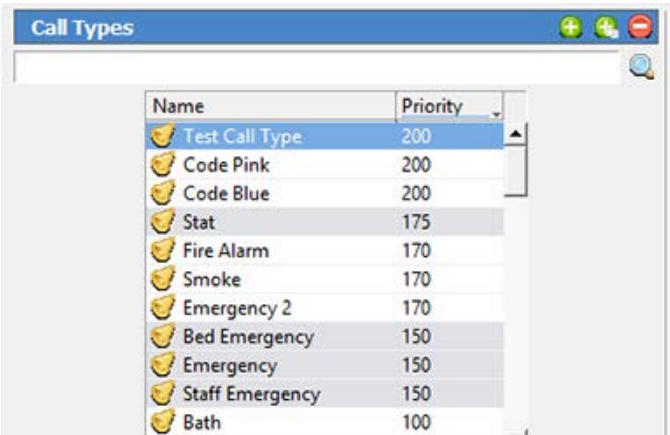 Call Types
Name Priority
Test Call Type 200
Code Pink 200
Code Blue 200
Stat 175
Fire Alarm 170
Smoke 170
Emergency 2 170
Bed Emergency 150
Emergency 150
Staff Emergency 150
Bath 100